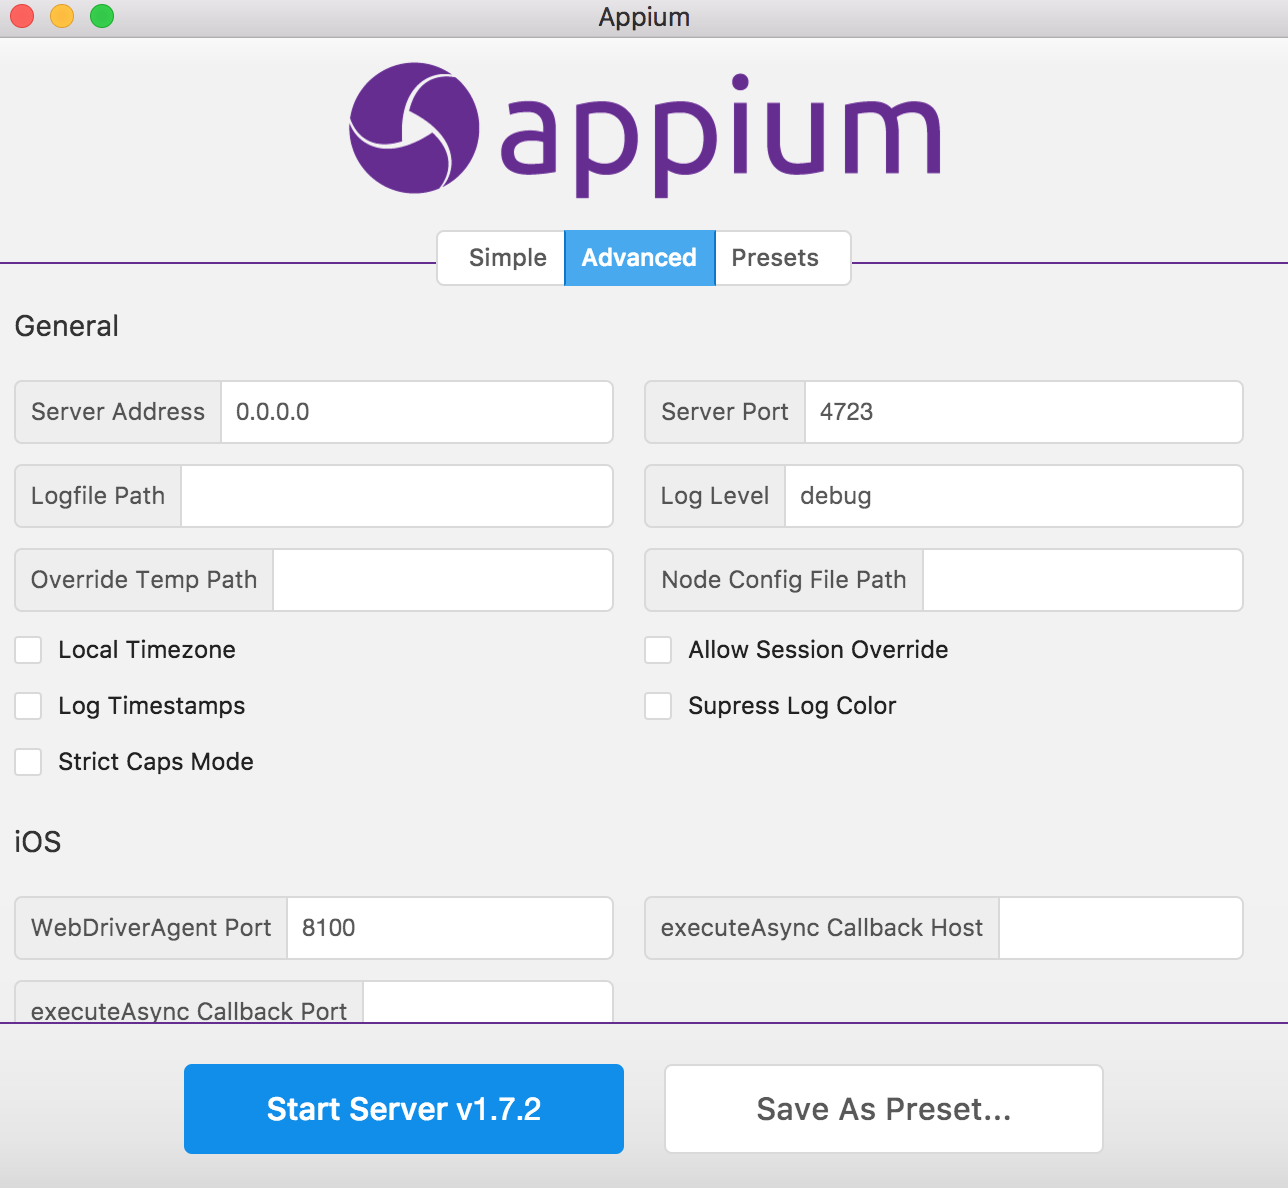 Appium
appium
Simple Advanced Presets
General
Server Address 0.0.0.0 Server Port 4723
Logfile Path Log Level debug
Override Temp Path Node Config File Path
Local Timezone Allow Session Override
Log Timestamps Supress Log Color
Strict Caps Mode
iOS
WebDriverAgent Port 8100 executeAsync Callback Host
executeAsync Callback Port
Start Server v1.7.2 Save As Preset...